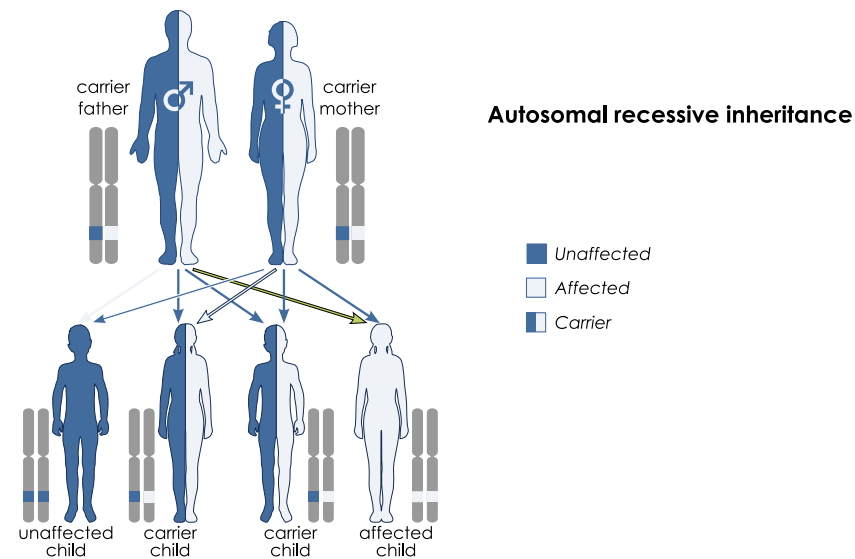 carrier
father
carrier
mother
Autosomal recessive inheritance
Unaffected
Affected
Carrier
unaffected
child
carrier
child
carrier
child
affected
child